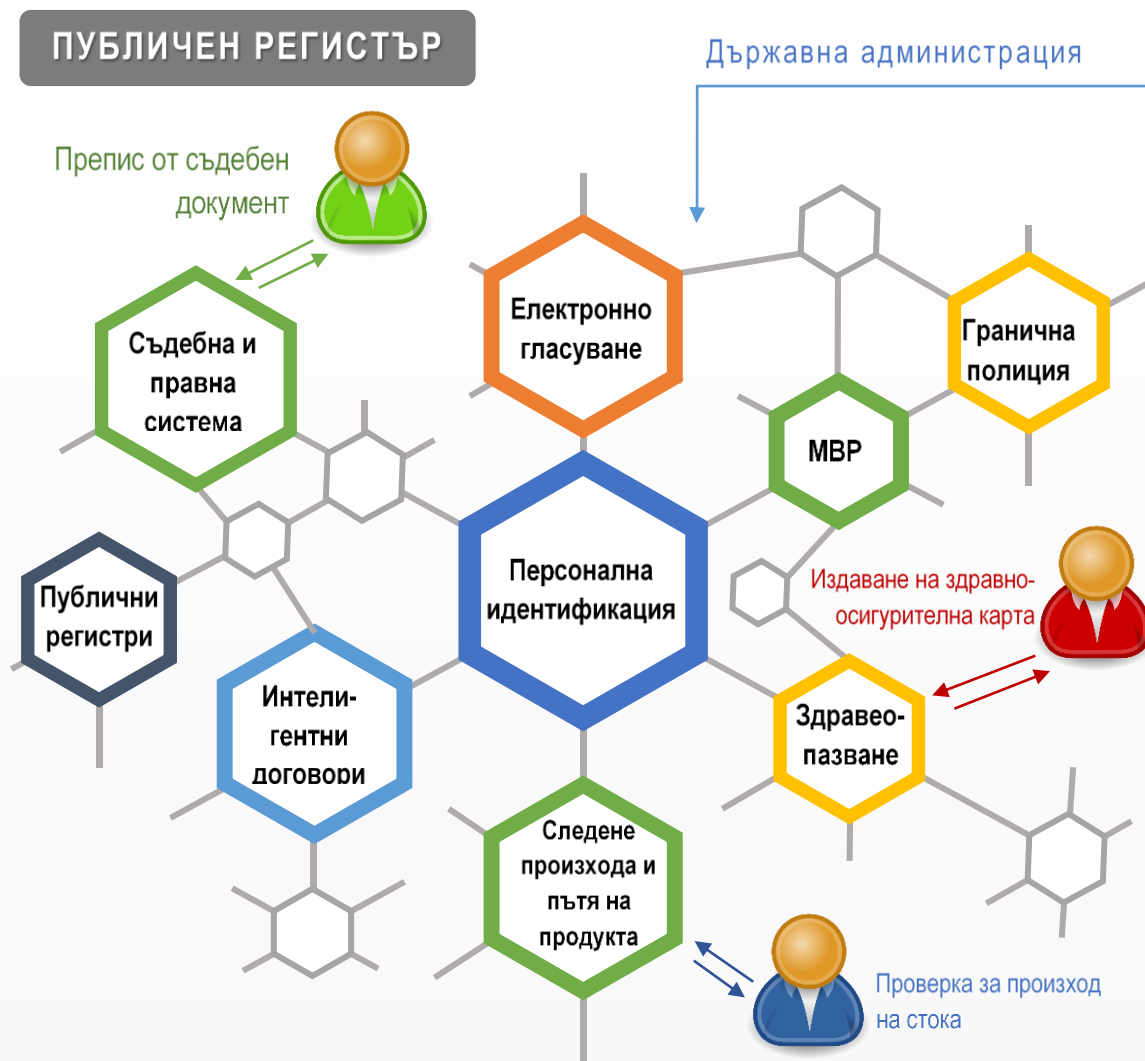 ПУБЛИЧЕН РЕГИСТЪР
Държавна администрация
Препис от съдебен
документ
Електронно
гласуване
Гранична
полиция
Съдебна и
правна
система
МВР
Персонална
идентификация
Издаване на здравно-
осигурителна карта
Публични
регистри
Интели-
гентни
договори
Здравео-
пазване
Следене
произхода и
пътя на
продукта
Проверка за произход
на стока